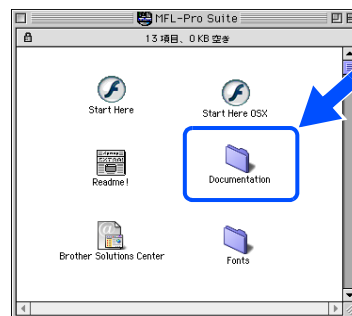 MFL-Pro Suite
13 項目、0 KB 空き
Start Here
Start Here OSX
Readme!
Documentation
Brother Solutions Center
Fonts